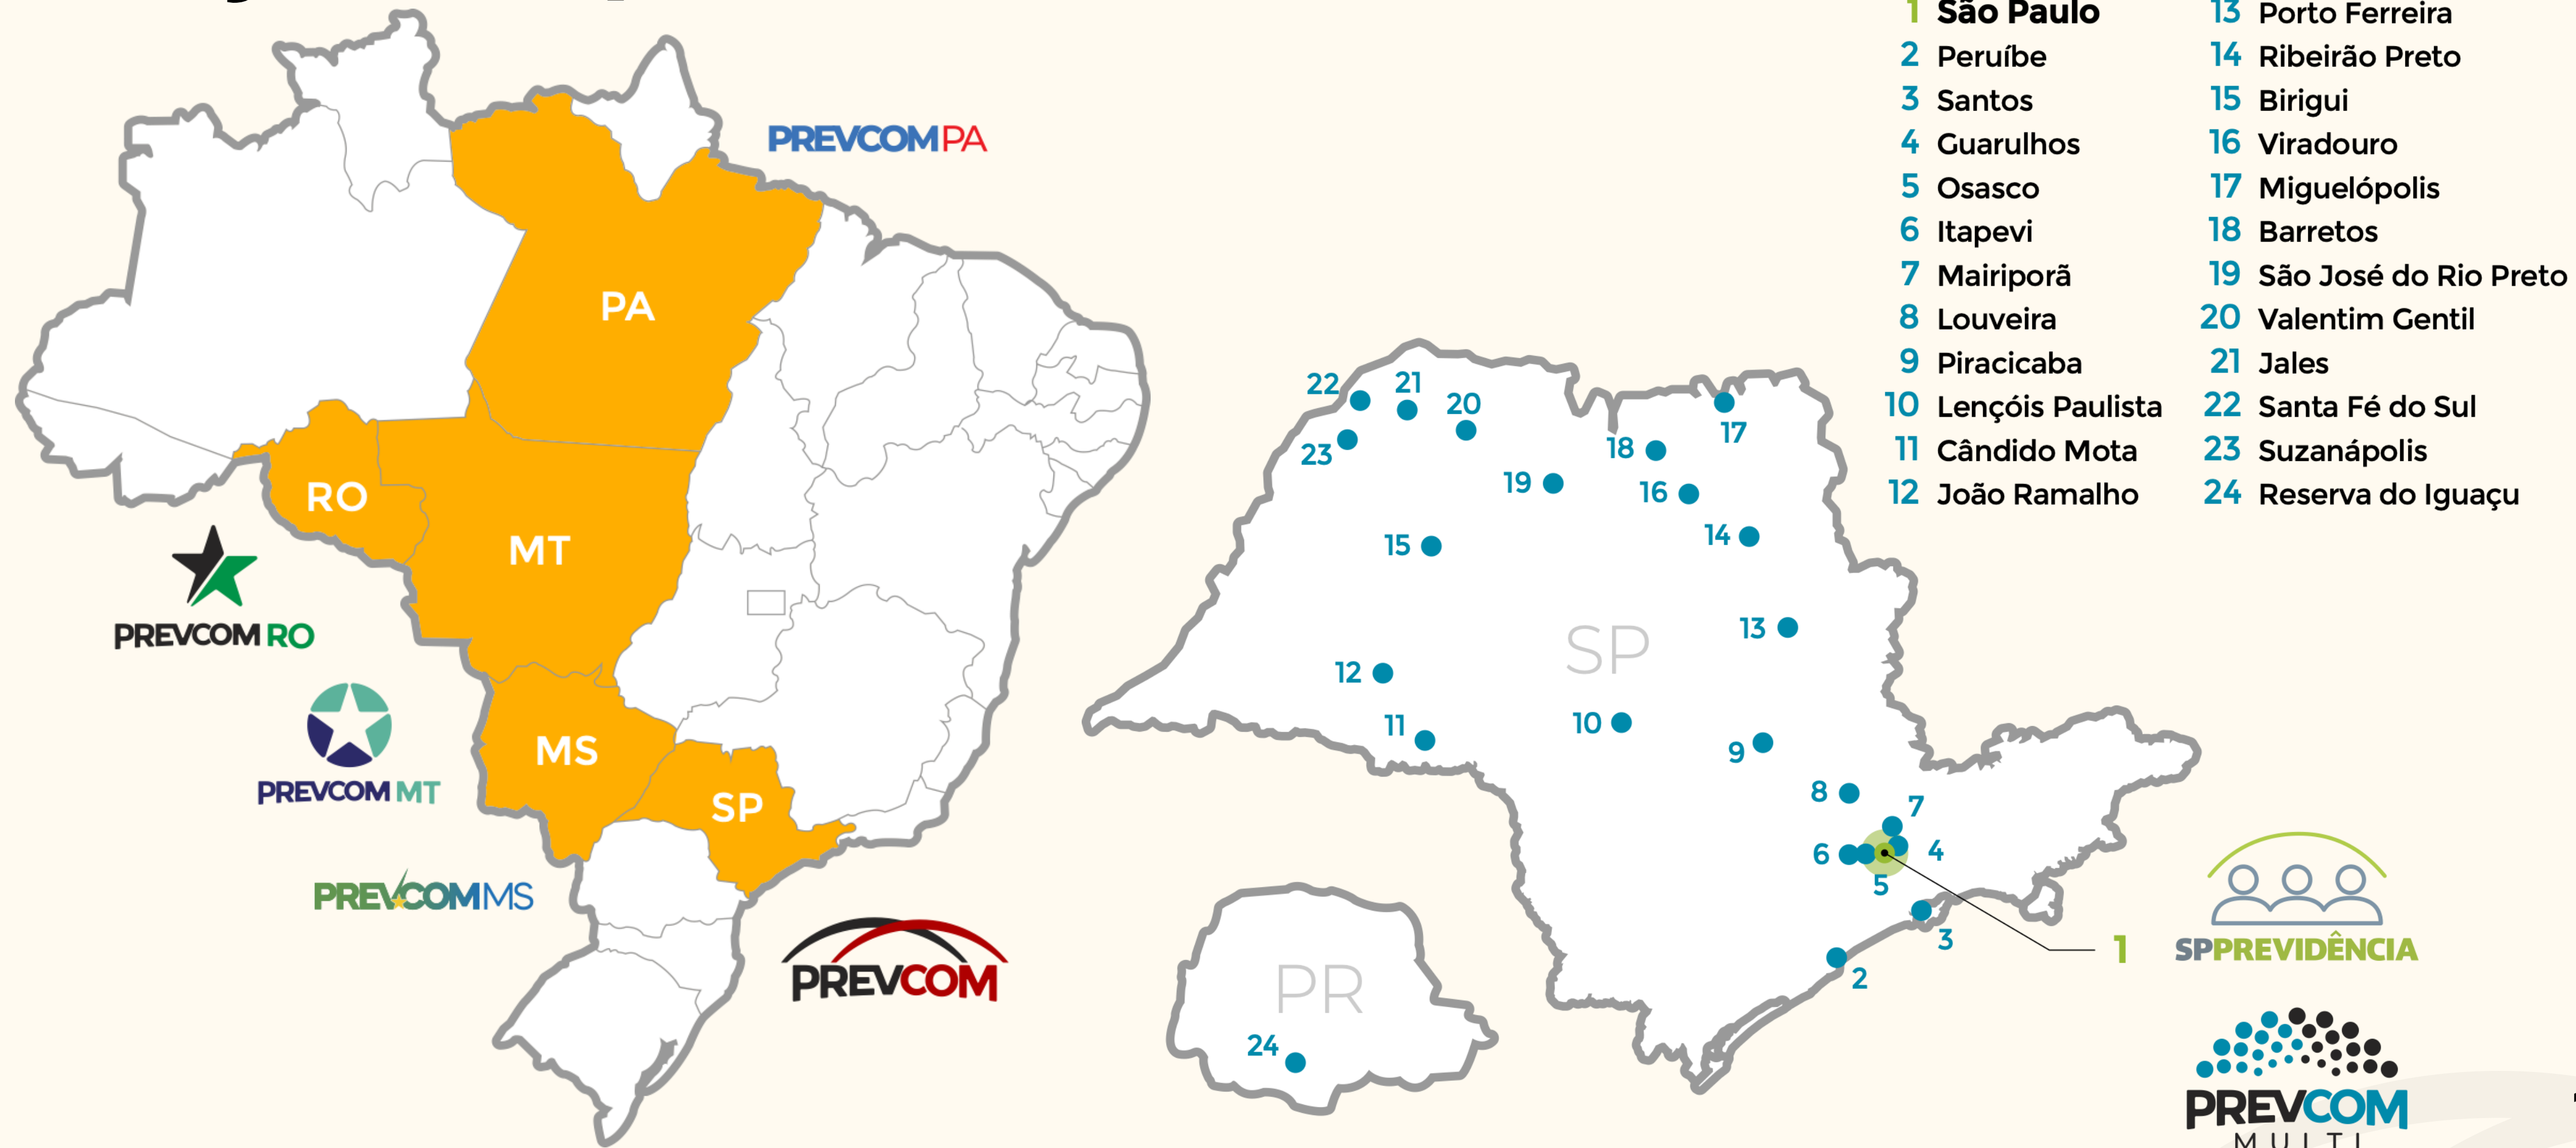 PREVCOMPA
PA
RO
MT
MS
SP
PREVCOM RO
PREVCOM MT
PREVCOMMS
PREVCOM
1 São Paulo
2 Peruíbe
3 Santos
4 Guarulhos
5 Osasco
6 Itapevi
7 Mairiporã
8 Louveira
9 Piracicaba
10 Lençóis Paulista
11 Cândido Mota
12 João Ramalho
13 Porto Ferreira
14 Ribeirão Preto
15 Birigui
16 Viradouro
17 Miguelópolis
18 Barretos
19 São José do Rio Preto
20 Valentim Gentil
21 Jales
22 Santa Fé do Sul
23 Suzanápolis
24 Reserva do Iguaçu
22
21
20
23
17
18
19
16
15
14
SP
13
12
11
10
9
8
7
6
4
5
3
1
2
PR
24
SPPREVIDÊNCIA
PREVCOM
MULTI